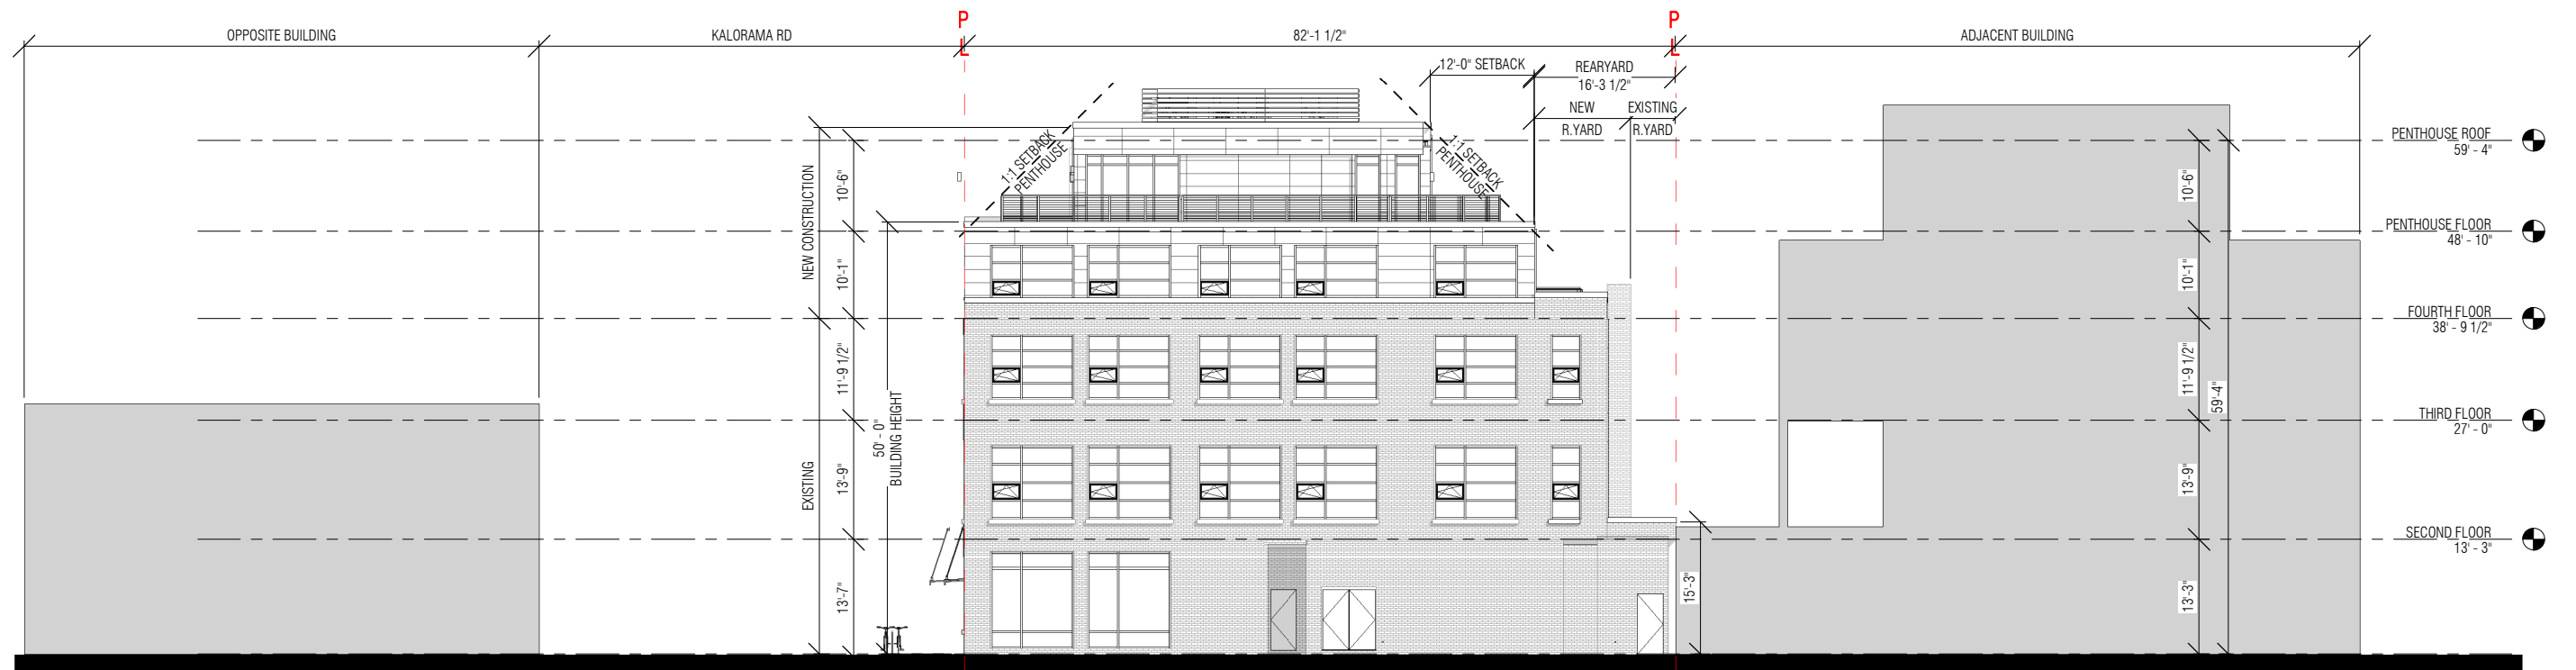 P
L
P
L
OPPOSITE BUILDING
KALORAMA RD
82'-1 1/2"
ADJACENT BUILDING
12'-0" SETBACK
REARYARD
16'-3 1/2"
NEW
R.YARD
EXISTING
R.YARD
1:1 SETBACK
PENTHOUSE
1:1 SETBACK
PENTHOUSE
NEW CONSTRUCTION
EXISTING
10'-6"
10'-1"
11'-9 1/2"
13'-9"
13'-7"
50' - 0"
BUILDING HEIGHT
15'-3"
10'-6"
10'-1"
11'-9 1/2"
13'-9"
13'-3"
59'-4"
PENTHOUSE ROOF
59' - 4"
PENTHOUSE FLOOR
48' - 10"
FOURTH FLOOR
38' - 9 1/2"
THIRD FLOOR
27' - 0"
SECOND FLOOR
13' - 3"